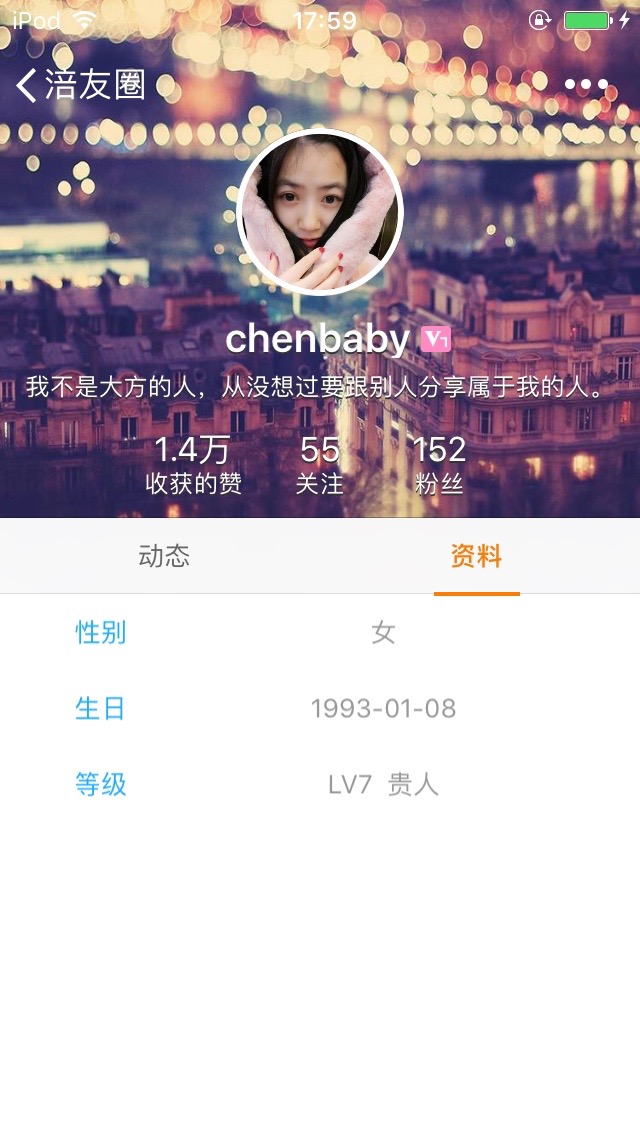 iPod 17:59
涪友圈
chenbaby V7
我不是大方的人，从没想过要跟别人分享属于我的人。
1.4万 55 152
收获的赞 关注 粉丝
动态 资料
性别 女
生日 1993-01-08
等级 LV7 贵人